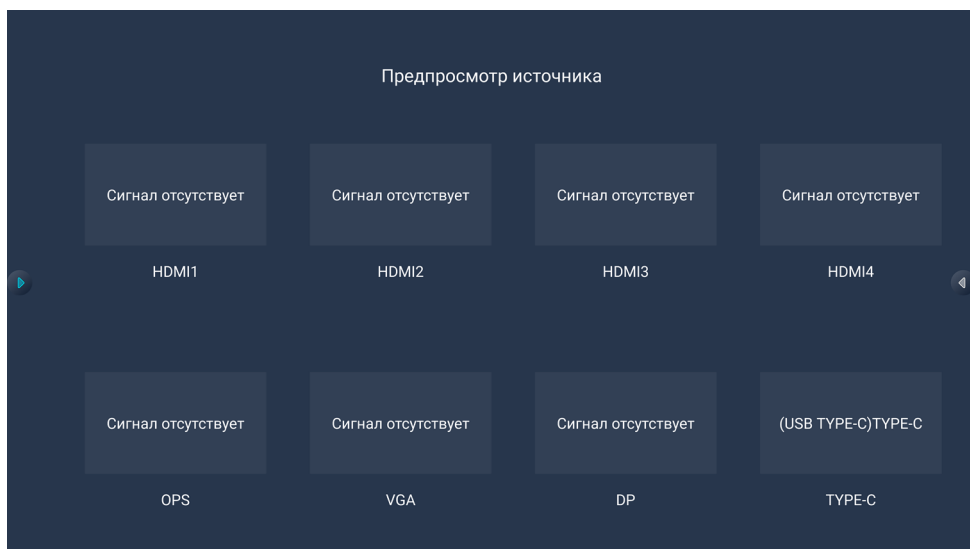 Предпросмотр источника
Сигнал отсутствует
Сигнал отсутствует
Сигнал отсутствует
Сигнал отсутствует
HDMI1
HDMI2
HDMI3
HDMI4
Сигнал отсутствует
Сигнал отсутствует
Сигнал отсутствует
(USB TYPE-C)TYPE-C
OPS
VGA
DP
TYPE-C